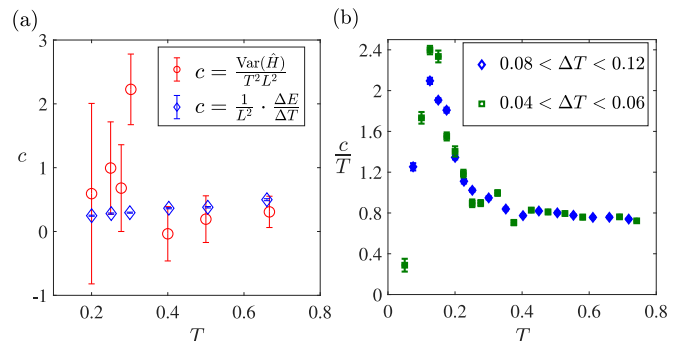 (a)
3
2
1
0
-1
c
0.2
0.4
0.6
0.8
T
c = Var(Ĥ)/T²L²
c = 1/L² · ΔE/ΔT
(b)
2.4
2
1.6
1.2
0.8
0.4
0
c/T
0
0.2
0.4
0.6
0.8
T
0.08 < ΔT < 0.12
0.04 < ΔT < 0.06